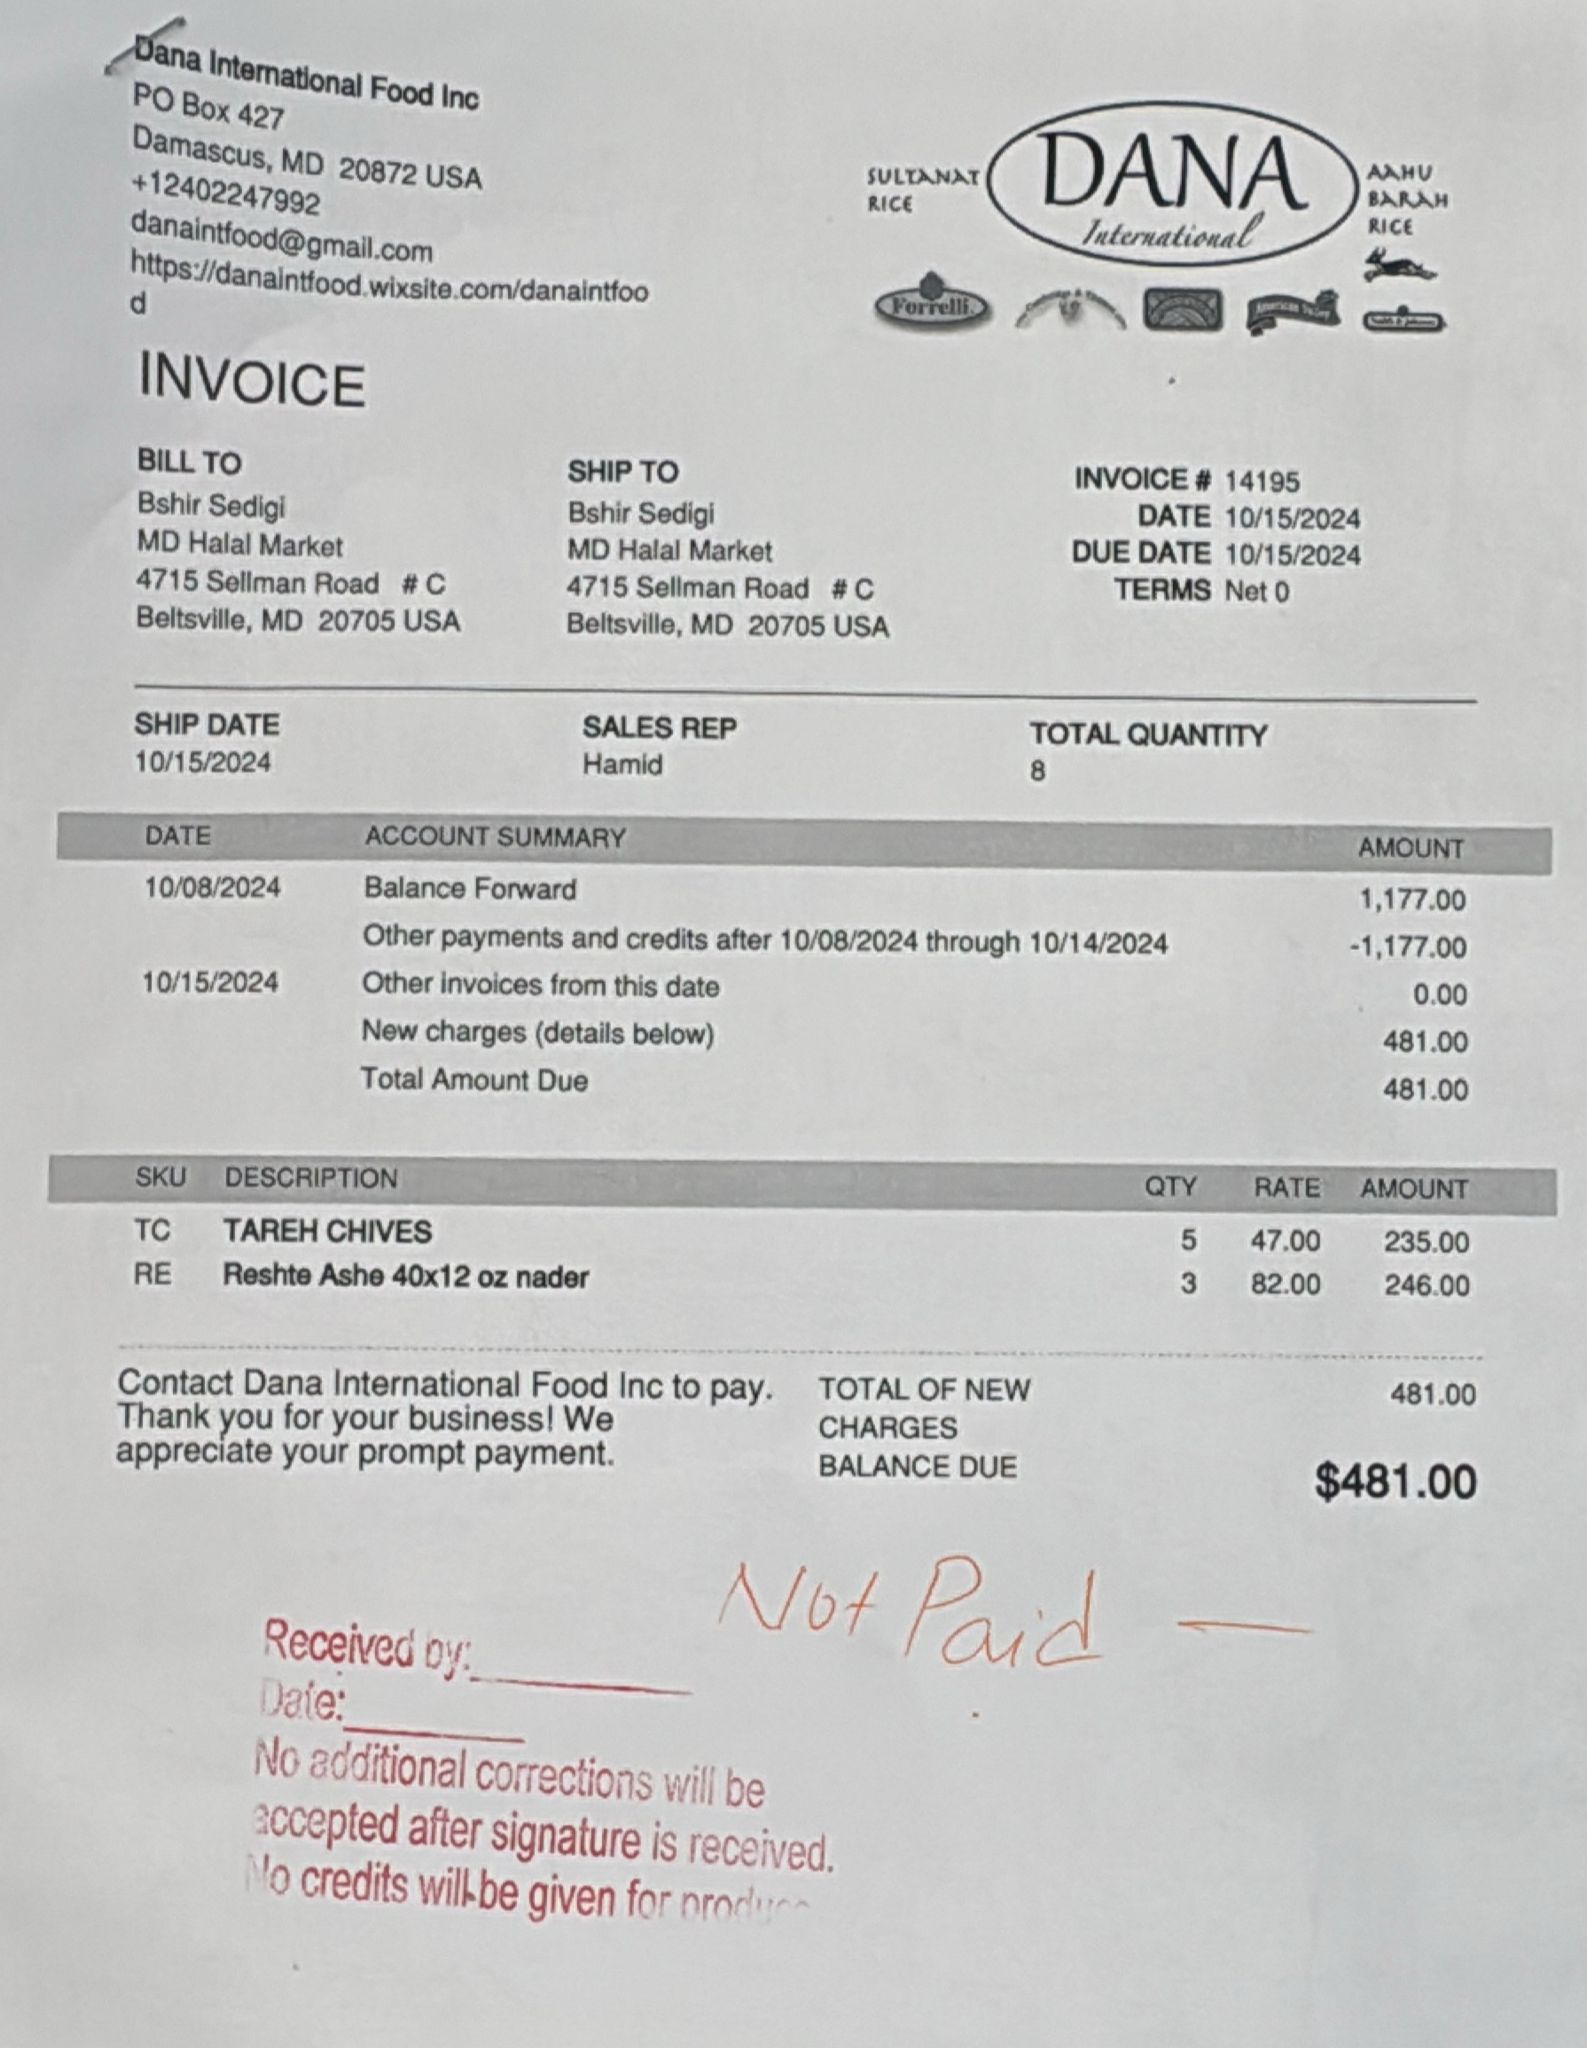 Dana International Food Inc
PO Box 427
Damascus, MD 20872 USA
+12402247992
danaintfood@gmail.com
https://danaintfood.wixsite.com/danaintfoo
d
SULTANAT
RICE
DANA
International
AAHU
BARAH
RICE
Forrelli
American Valley
INVOICE
BILL TO
Bshir Sedigi
MD Halal Market
4715 Sellman Road # C
Beltsville, MD 20705 USA
SHIP TO
Bshir Sedigi
MD Halal Market
4715 Sellman Road # C
Beltsville, MD 20705 USA
INVOICE # 14195
DATE 10/15/2024
DUE DATE 10/15/2024
TERMS Net 0
SHIP DATE SALES REP TOTAL QUANTITY
10/15/2024 Hamid 8
DATE ACCOUNT SUMMARY AMOUNT
10/08/2024 Balance Forward 1,177.00
Other payments and credits after 10/08/2024 through 10/14/2024 -1,177.00
10/15/2024 Other invoices from this date 0.00
New charges (details below) 481.00
Total Amount Due 481.00
SKU DESCRIPTION QTY RATE AMOUNT
TC TAREH CHIVES 5 47.00 235.00
RE Reshte Ashe 40x12 oz nader 3 82.00 246.00
Contact Dana International Food Inc to pay.
Thank you for your business! We
appreciate your prompt payment.
TOTAL OF NEW 481.00
CHARGES
BALANCE DUE $481.00
Not Paid —
Received by:
Date:
No additional corrections will be
accepted after signature is received.
No credits will be given for